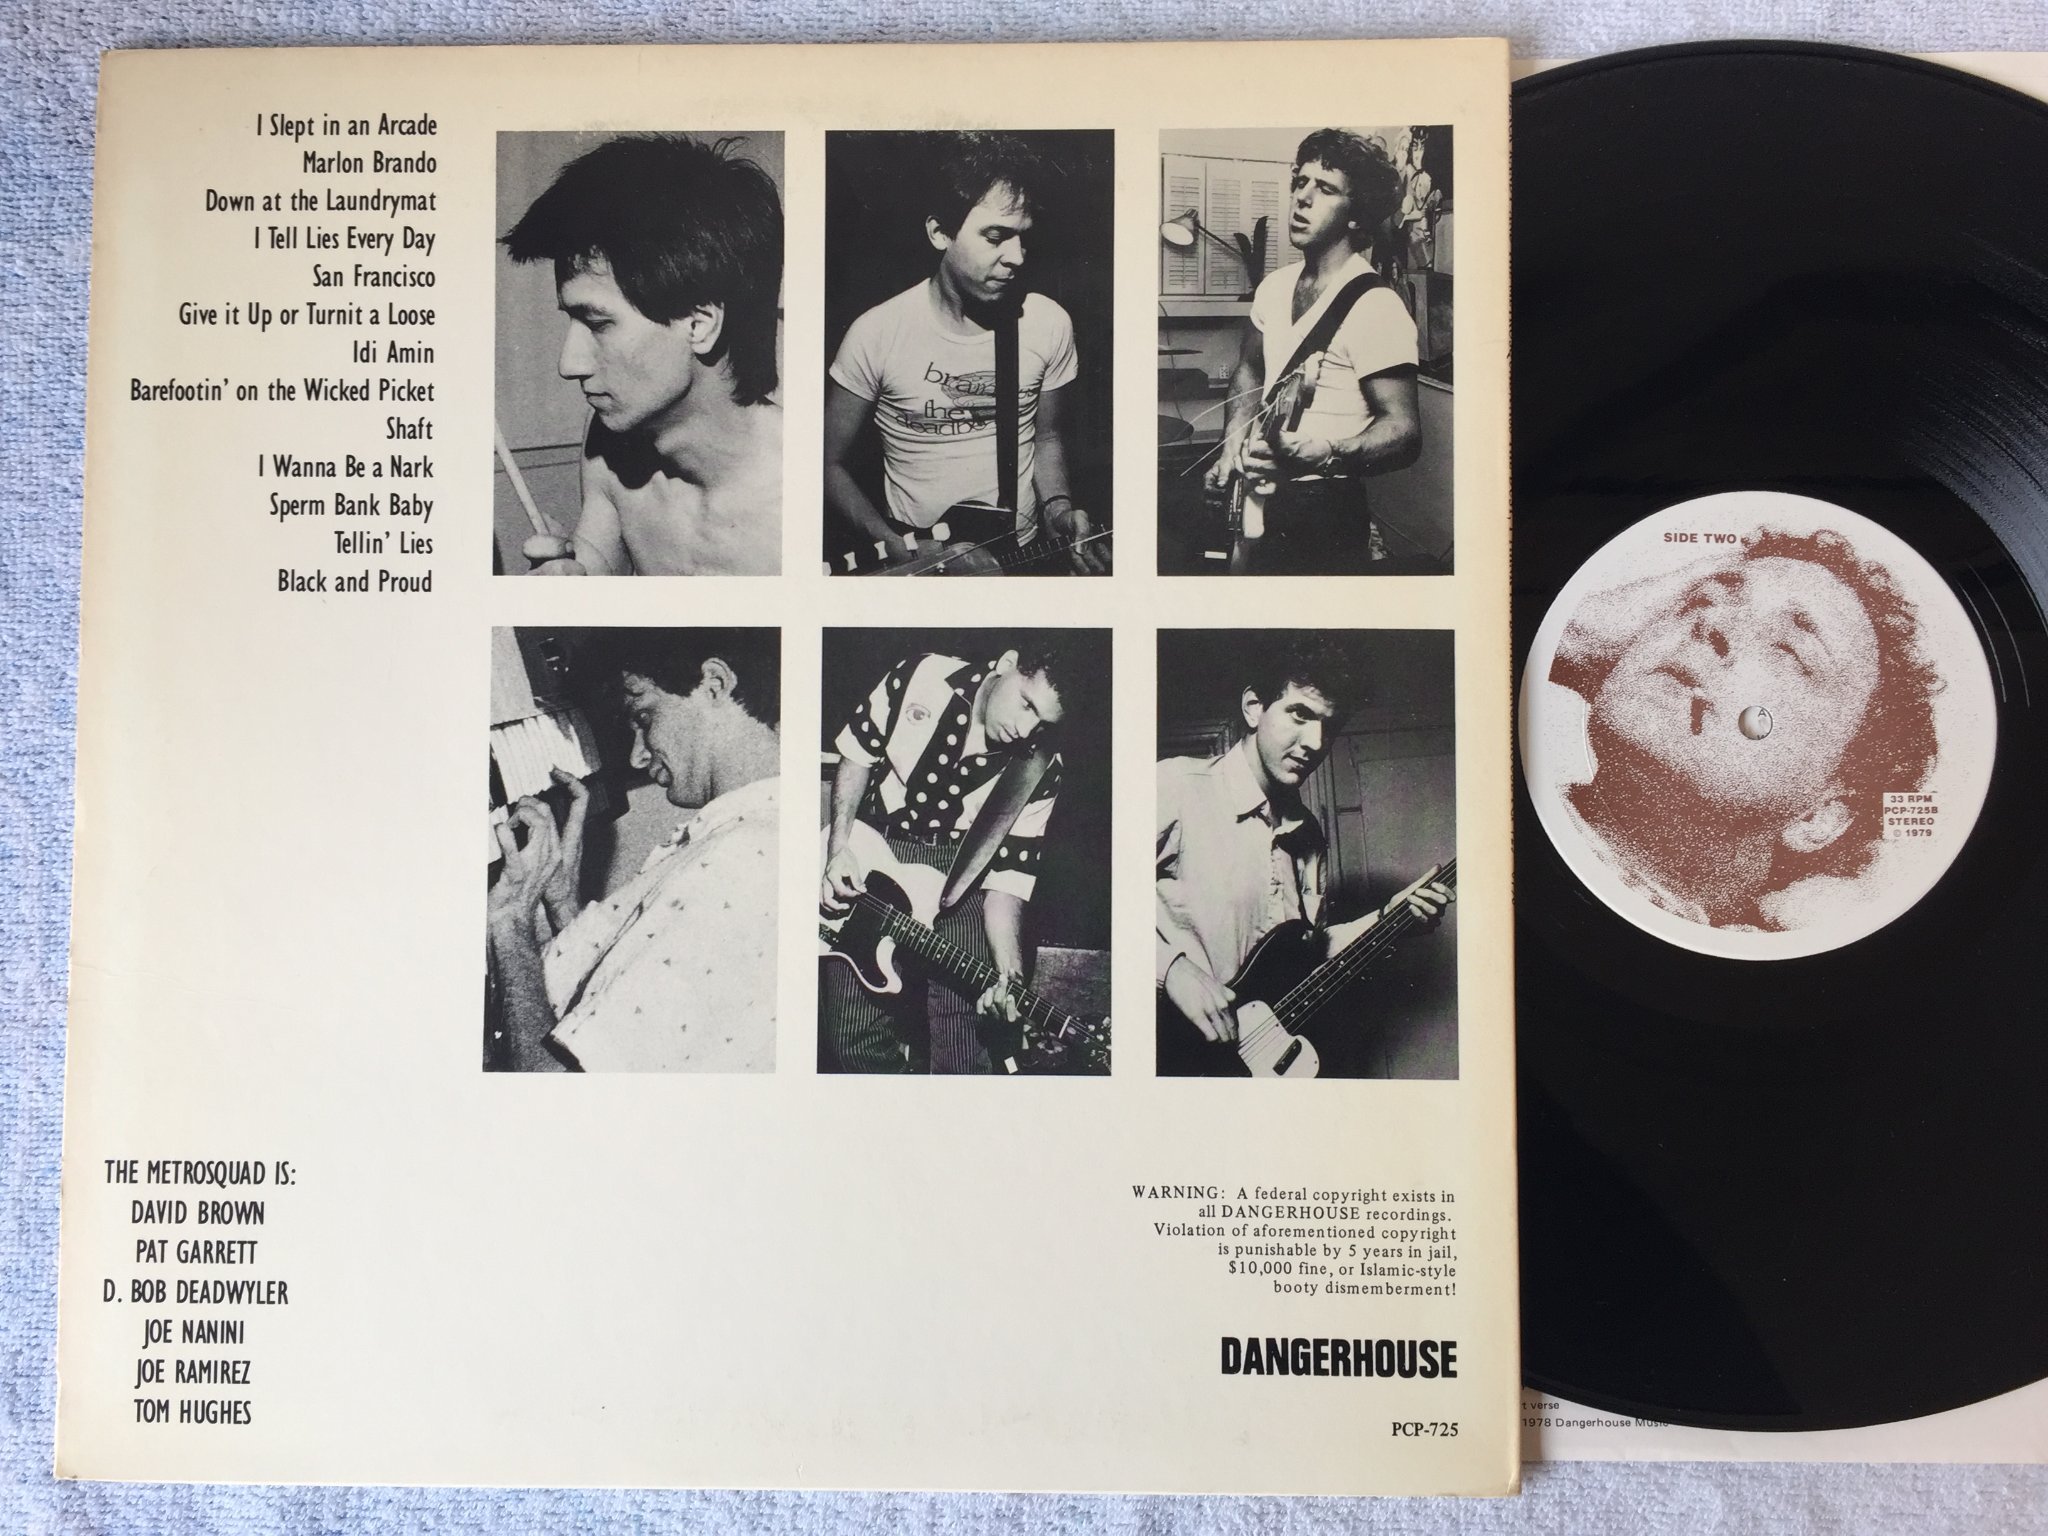 I Slept in an Arcade
Marlon Brando
Down at the Laundrymat
I Tell Lies Every Day
San Francisco
Give it Up or Turnit a Loose
Idi Amin
Barefootin' on the Wicked Picket
Shaft
I Wanna Be a Nark
Sperm Bank Baby
Tellin' Lies
Black and Proud
the
THE METROSQUAD IS:
DAVID BROWN
PAT GARRETT
D. BOB DEADWYLER
JOE NANINI
JOE RAMIREZ
TOM HUGHES
WARNING: A federal copyright exists in
all DANGERHOUSE recordings.
Violation of aforementioned copyright
is punishable by 5 years in jail,
$10,000 fine, or Islamic-style
booty dismemberment!
DANGERHOUSE
PCP-725
SIDE TWO
33 RPM
PCP-725B
STEREO
© 1979
verse
1978 Dangerhouse Music